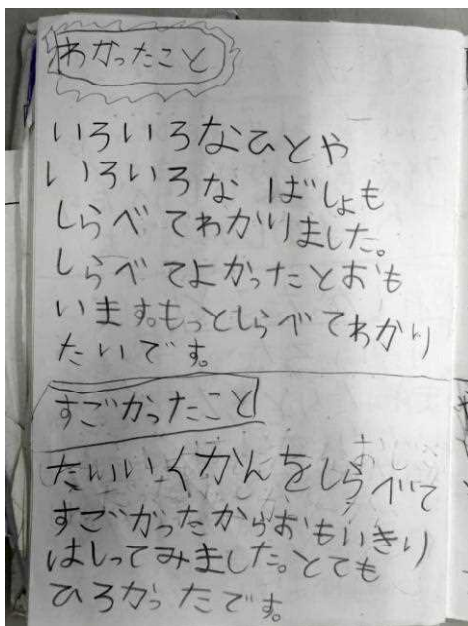 わかったこと
いろいろなひとや
いろいろな ばしょも
しらべてわかりました。
しらべてよかったとおも
います。もっとしらべてわかり
たいです。
すごかったこと
たいいくかんをしらべて
すごがったからおもいきり
はしってみました。とても
ひろかったです。